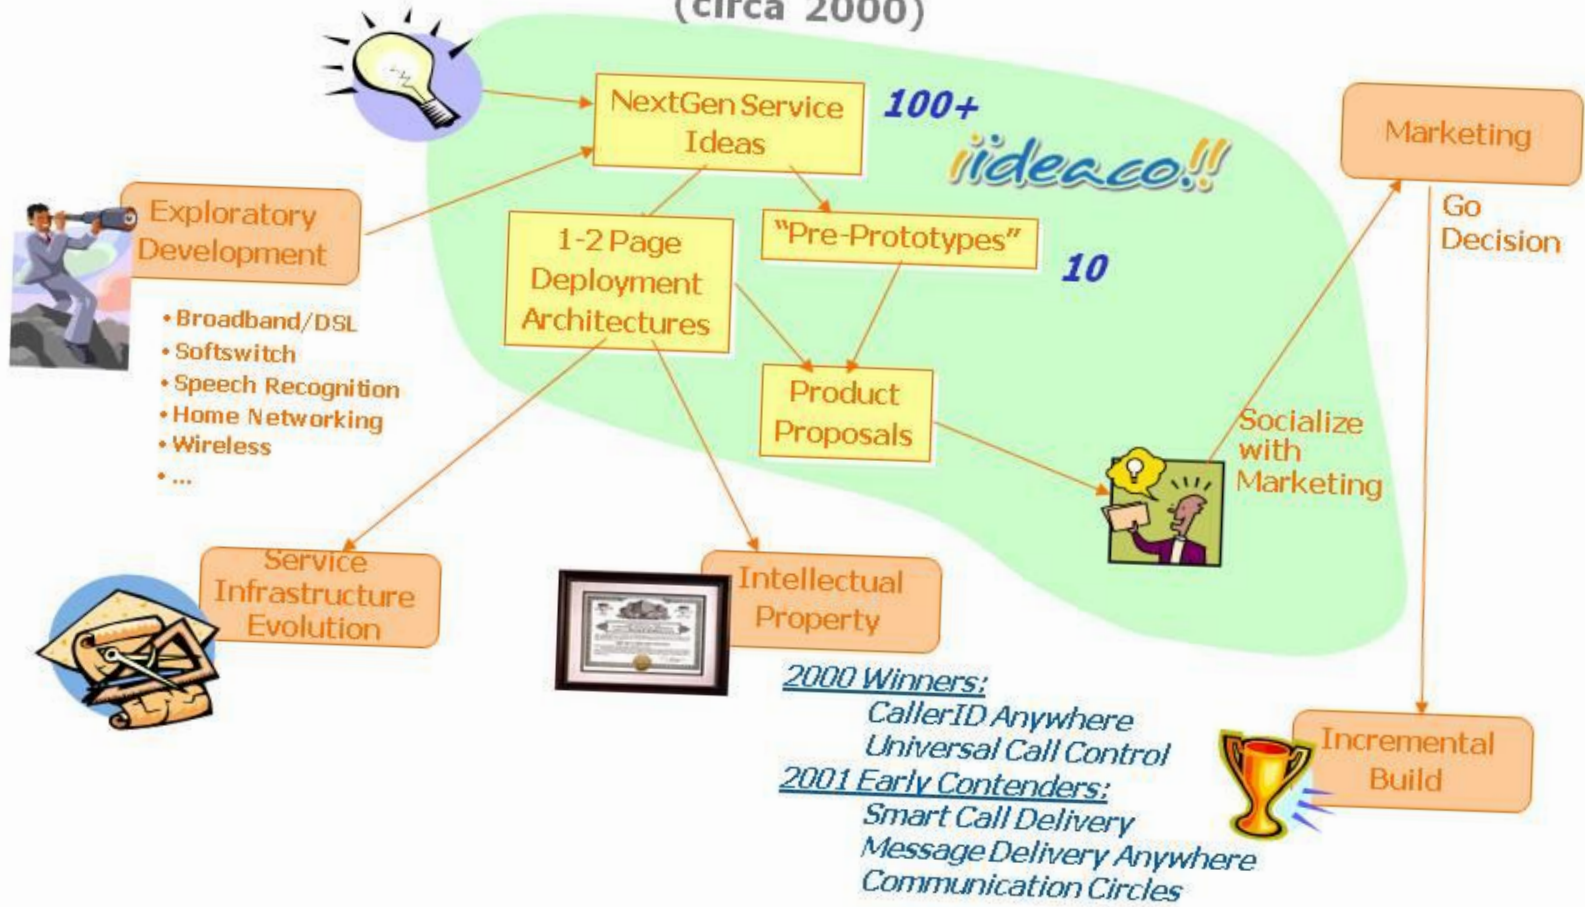 (circa 2000)
NextGen Service
Ideas
100+
iideaco!!
Marketing
Exploratory
Development
1-2 Page
Deployment
Architectures
"Pre-Prototypes"
10
Go
Decision
• Broadband/DSL
• Softswitch
• Speech Recognition
• Home Networking
• Wireless
• ...
Product
Proposals
Socialize
with
Marketing
Service
Infrastructure
Evolution
Intellectual
Property
2000 Winners:
CallerID Anywhere
Universal Call Control
2001 Early Contenders:
Smart Call Delivery
Message Delivery Anywhere
Communication Circles
Incremental
Build